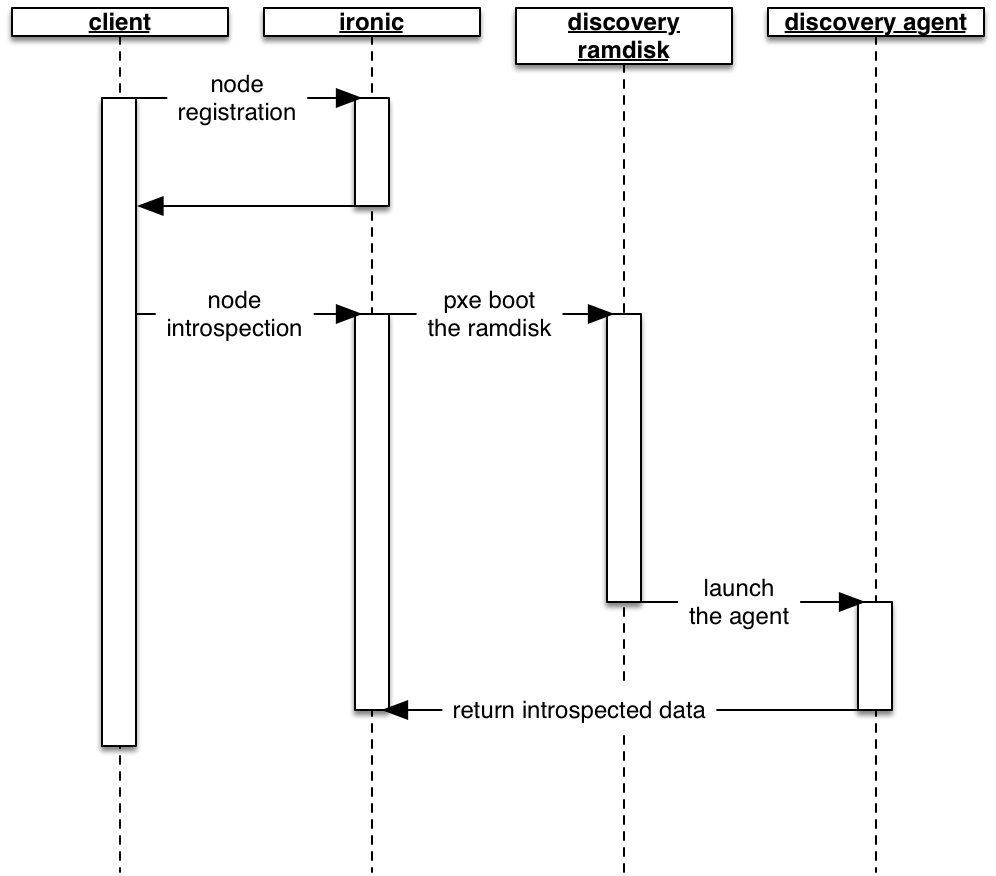 client
ironic
discovery
ramdisk
discovery agent
node
registration
node
introspection
pxe boot
the ramdisk
launch
the agent
return introspected data